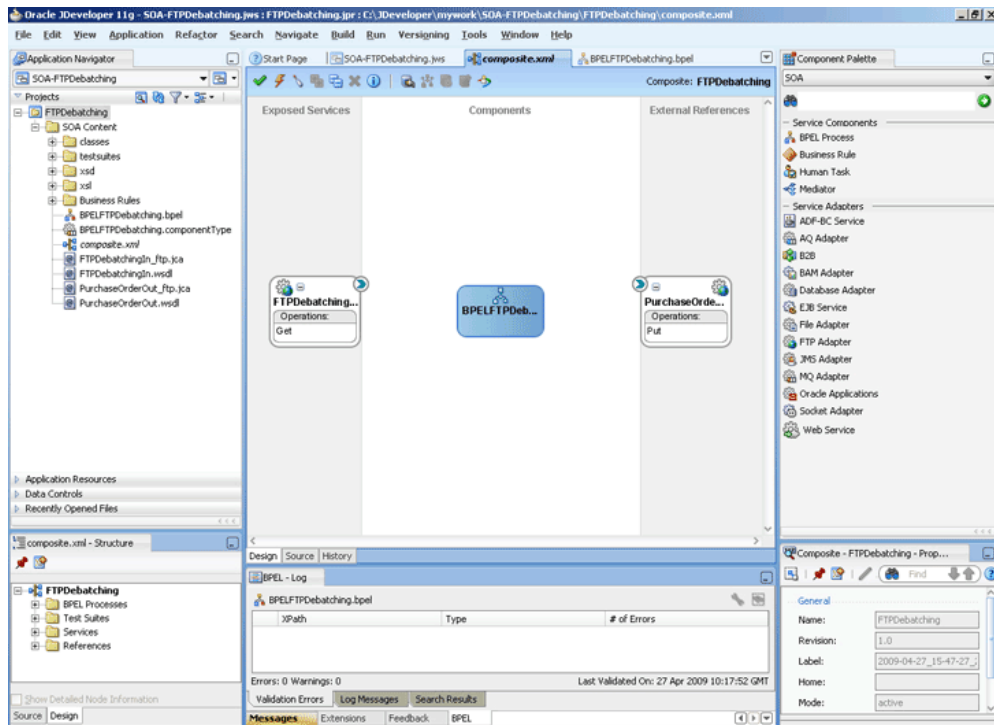 Oracle JDeveloper 11g - SOA-FTPDebatching.jws : FTPDebatching.jpr : C:\JDeveloper\mywork\SOA-FTPDebatching\FTPDebatching\composite.xml
File Edit View Application Refactor Search Navigate Build Run Versioning Tools Window Help
Application Navigator
SOA-FTPDebatching
Projects
FTPDebatching
SOA Content
classes
testsuites
xsd
xsl
Business Rules
BPELFTPDebatching.bpel
BPELFTPDebatching.componentType
composite.xml
FTPDebatchingIn_ftp.jca
FTPDebatchingIn.wsdl
PurchaseOrderOut_ftp.jca
PurchaseOrderOut.wsdl
Application Resources
Data Controls
Recently Opened Files
composite.xml - Structure
FTPDebatching
BPEL Processes
Test Suites
Services
References
Show Detailed Node Information
Source Design
Start Page SOA-FTPDebatching.jws composite.xml BPELFTPDebatching.bpel
Composite: FTPDebatching
Exposed Services Components External References
FTPDebatching...
Operations:
Get
BPELFTPDeb...
PurchaseOrde...
Operations:
Put
Design Source History
BPEL - Log
BPELFTPDebatching.bpel
XPath Type # of Errors
Errors: 0 Warnings: 0 Last Validated On: 27 Apr 2009 10:17:52 GMT
Validation Errors Log Messages Search Results
Messages Extensions Feedback BPEL
Component Palette
SOA
Service Components
BPEL Process
Business Rule
Human Task
Mediator
Service Adapters
ADF-BC Service
AQ Adapter
B2B
BAM Adapter
Database Adapter
EJB Service
File Adapter
FTP Adapter
JMS Adapter
MQ Adapter
Oracle Applications
Socket Adapter
Web Service
Composite - FTPDebatching - Prop...
Find
General
Name: FTPDebatching
Revision: 1.0
Label: 2009-04-27_15-47-27_
Home:
Mode: active